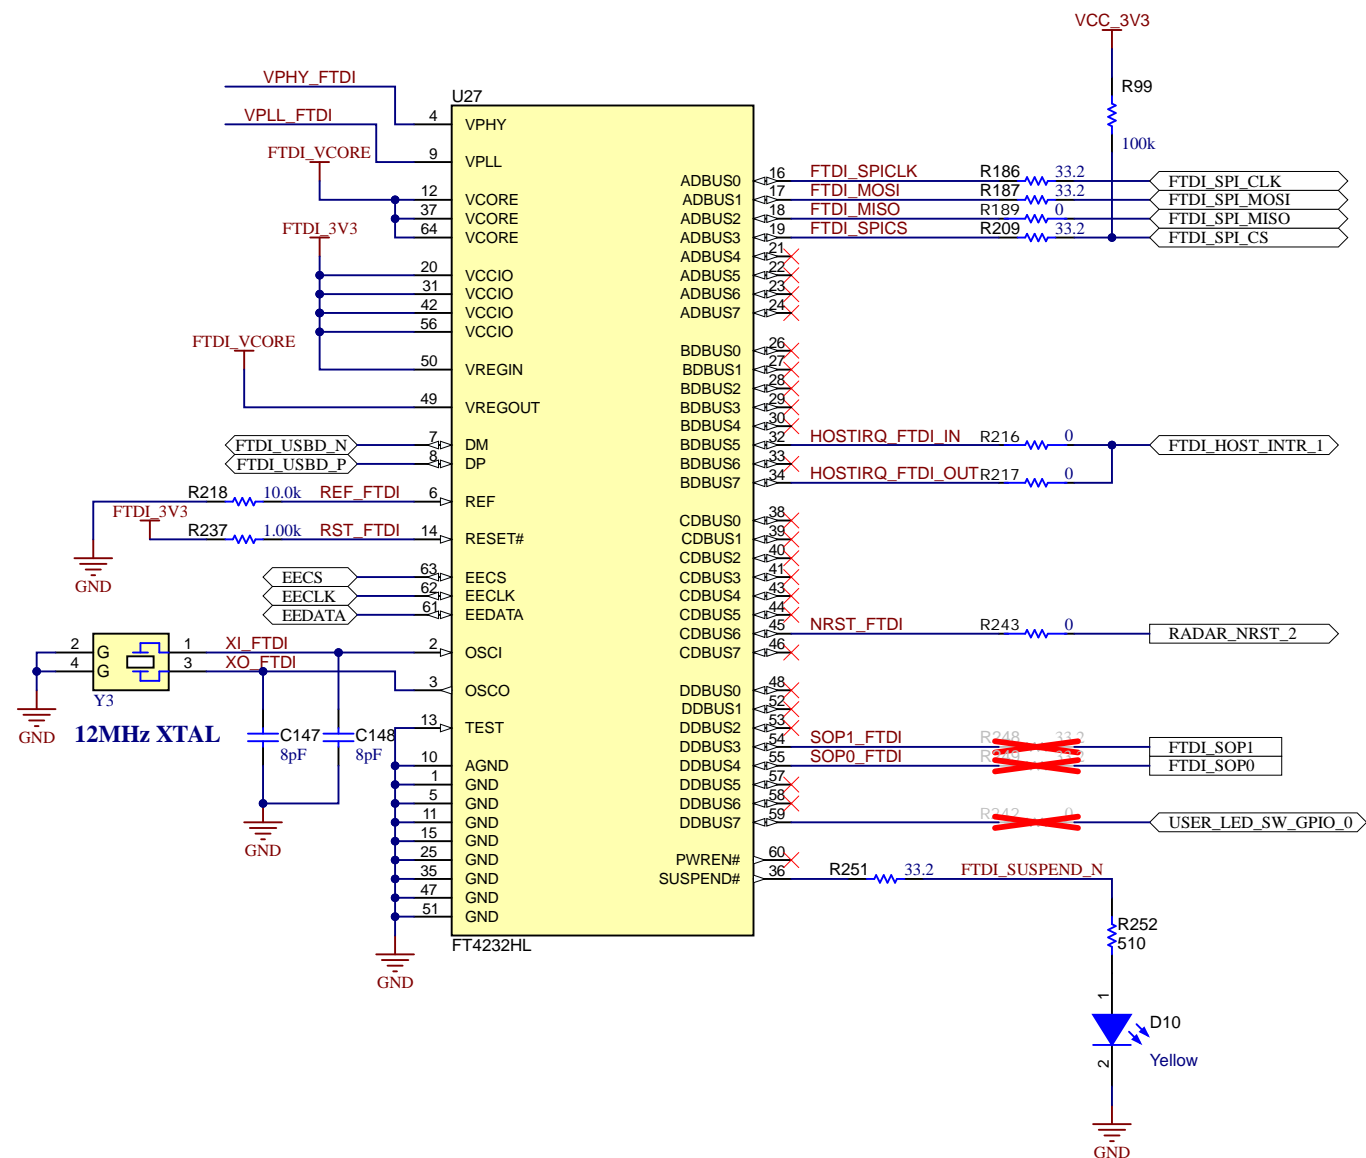 VCC_3V3
R99
100k
VPHY_FTDI
VPLL_FTDI
FTDI_VCORE
FTDI_3V3
FTDI_VCORE
U27
4 VPHY
9 VPLL
12 VCORE
37 VCORE
64 VCORE
20 VCCIO
31 VCCIO
42 VCCIO
56 VCCIO
50 VREGIN
49 VREGOUT
FTDI_USBD_N 7 DM
FTDI_USBD_P 8 DP
R218 10.0k REF_FTDI 6 REF
FTDI_3V3
R237 1.00k RST_FTDI 14 RESET#
GND
EECS 63 EECS
EECLK 62 EECLK
EEDATA 61 EEDATA
2 G 1 XI_FTDI 2 OSCI
4 G 3 XO_FTDI
3 OSCO
Y3
GND
12MHz XTAL
C147
8pF
C148
8pF
GND
13 TEST
10 AGND
1 GND
5 GND
11 GND
15 GND
25 GND
35 GND
47 GND
51 GND
GND
FT4232HL
ADBUS0 16 FTDI_SPICLK R186 33.2 FTDI_SPI_CLK
ADBUS1 17 FTDI_MOSI R187 33.2 FTDI_SPI_MOSI
ADBUS2 18 FTDI_MISO R189 0 FTDI_SPI_MISO
ADBUS3 19 FTDI_SPICS R209 33.2 FTDI_SPI_CS
ADBUS4 21
ADBUS5 22
ADBUS6 23
ADBUS7 24
BDBUS0 26
BDBUS1 27
BDBUS2 28
BDBUS3 29
BDBUS4 30
BDBUS5 32 HOSTIRQ_FTDI_IN R216 0 FTDI_HOST_INTR_1
BDBUS6 33
BDBUS7 34 HOSTIRQ_FTDI_OUT R217 0
CDBUS0 38
CDBUS1 39
CDBUS2 40
CDBUS3 41
CDBUS4 43
CDBUS5 44
CDBUS6 45 NRST_FTDI R243 0 RADAR_NRST_2
CDBUS7 46
DDBUS0 48
DDBUS1 52
DDBUS2 53
DDBUS3 54 SOP1_FTDI R248 33.2 FTDI_SOP1
DDBUS4 55 SOP0_FTDI FTDI_SOP0
DDBUS5 57
DDBUS6 58
DDBUS7 59 R242 0 USER_LED_SW_GPIO_0
PWREN# 60
SUSPEND# 36 R251 33.2 FTDI_SUSPEND_N
R252
510
1
D10
Yellow
2
GND